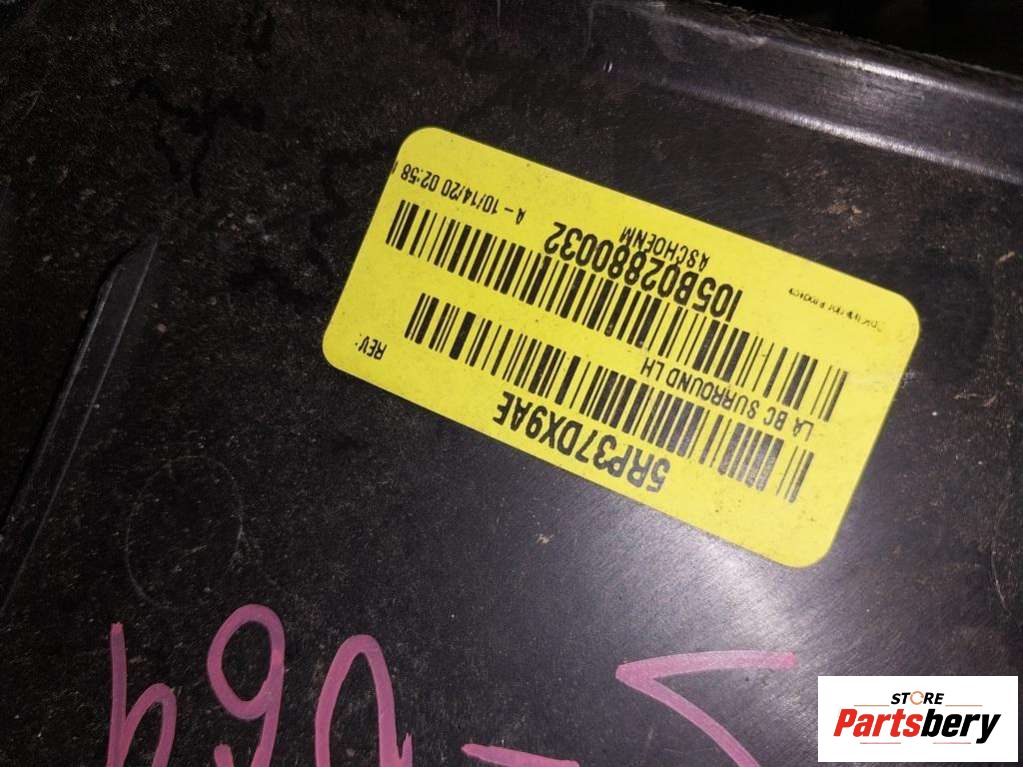 5RP37DX9AE
REV:
LA BC SURROUND LH
I05B02880032
ASCHOENM
A - 10/14/20 02:58
STORE
Partsbery